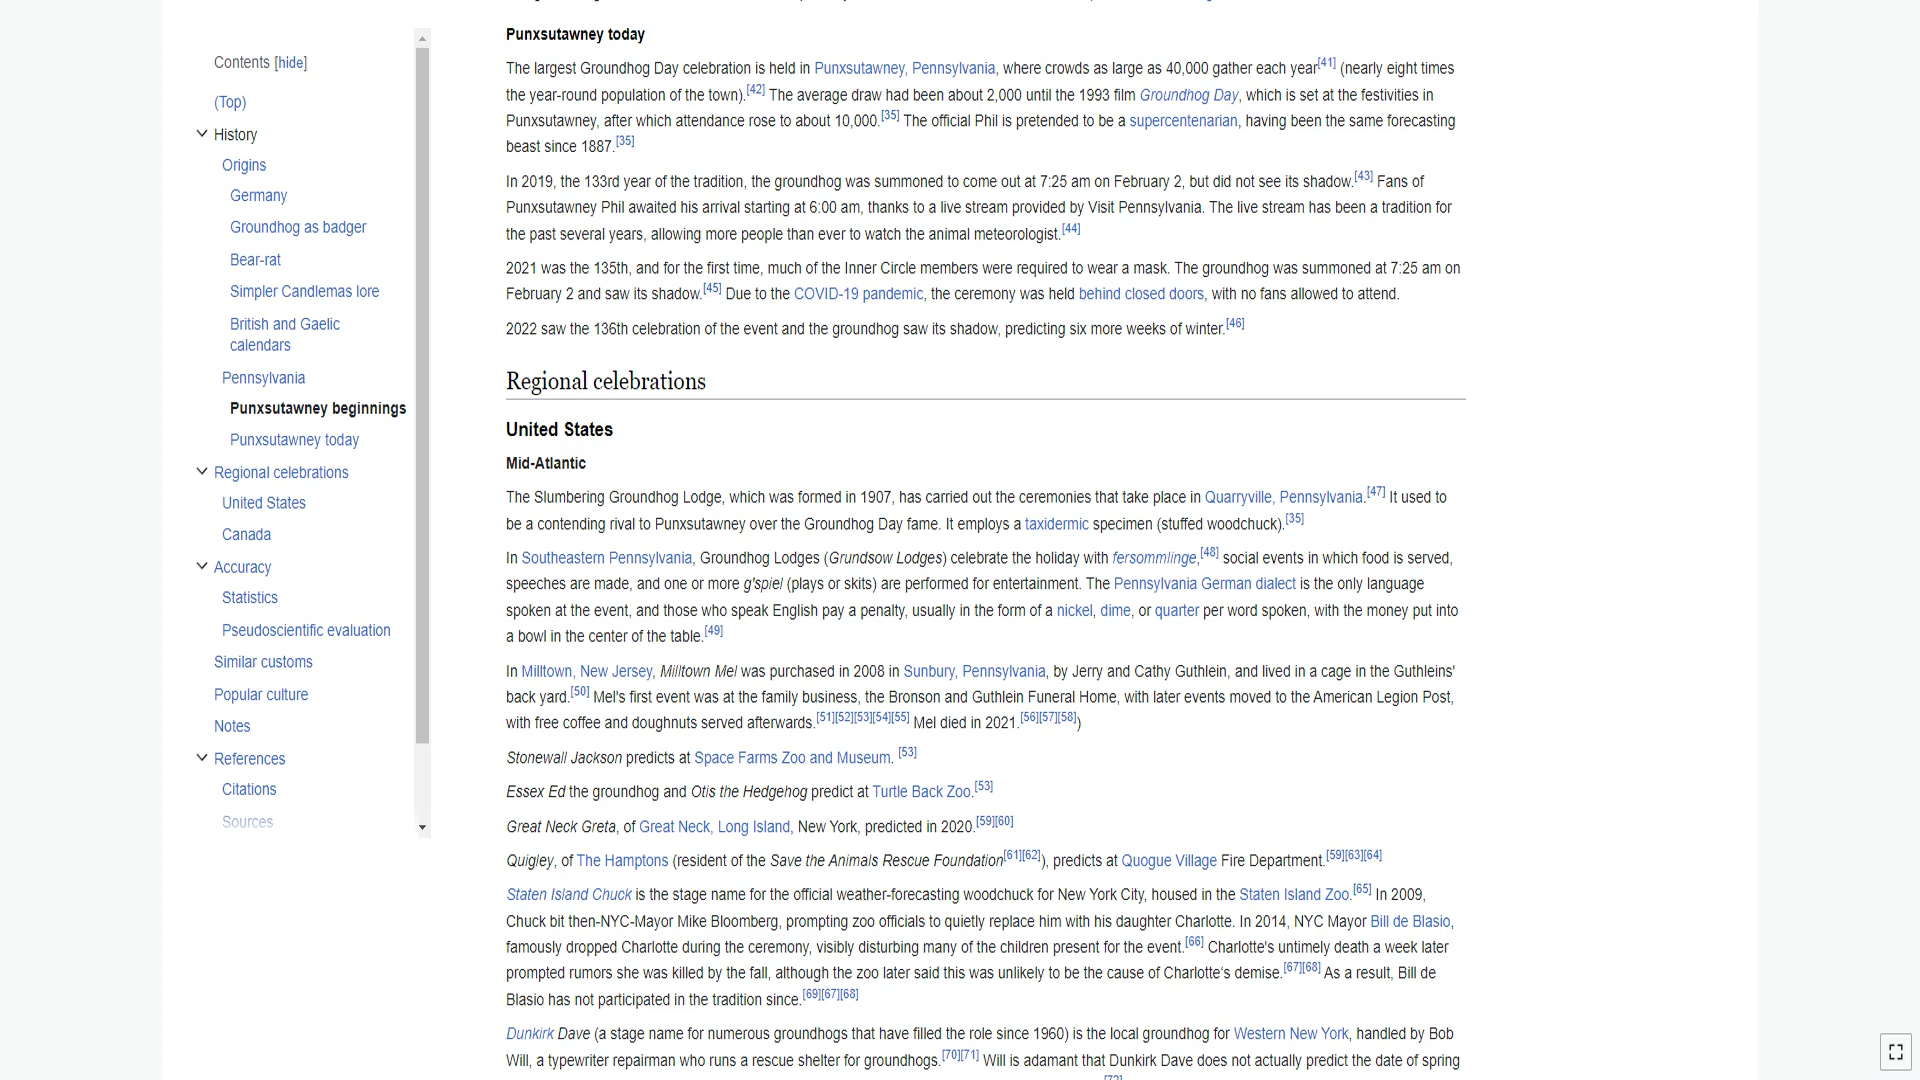 Contents [hide]
(Top)
History
Origins
Germany
Groundhog as badger
Bear-rat
Simpler Candlemas lore
British and Gaelic
calendars
Pennsylvania
Punxsutawney beginnings
Punxsutawney today
Regional celebrations
United States
Canada
Accuracy
Statistics
Pseudoscientific evaluation
Similar customs
Popular culture
Notes
References
Citations
Sources
Punxsutawney today
The largest Groundhog Day celebration is held in Punxsutawney, Pennsylvania, where crowds as large as 40,000 gather each year[41] (nearly eight times
the year-round population of the town).[42] The average draw had been about 2,000 until the 1993 film Groundhog Day, which is set at the festivities in
Punxsutawney, after which attendance rose to about 10,000.[35] The official Phil is pretended to be a supercentenarian, having been the same forecasting
beast since 1887.[35]
In 2019, the 133rd year of the tradition, the groundhog was summoned to come out at 7:25 am on February 2, but did not see its shadow.[43] Fans of
Punxsutawney Phil awaited his arrival starting at 6:00 am, thanks to a live stream provided by Visit Pennsylvania. The live stream has been a tradition for
the past several years, allowing more people than ever to watch the animal meteorologist.[44]
2021 was the 135th, and for the first time, much of the Inner Circle members were required to wear a mask. The groundhog was summoned at 7:25 am on
February 2 and saw its shadow.[45] Due to the COVID-19 pandemic, the ceremony was held behind closed doors, with no fans allowed to attend.
2022 saw the 136th celebration of the event and the groundhog saw its shadow, predicting six more weeks of winter.[46]
Regional celebrations
United States
Mid-Atlantic
The Slumbering Groundhog Lodge, which was formed in 1907, has carried out the ceremonies that take place in Quarryville, Pennsylvania.[47] It used to
be a contending rival to Punxsutawney over the Groundhog Day fame. It employs a taxidermic specimen (stuffed woodchuck).[35]
In Southeastern Pennsylvania, Groundhog Lodges (Grundsow Lodges) celebrate the holiday with fersommlinge,[48] social events in which food is served,
speeches are made, and one or more g'spiel (plays or skits) are performed for entertainment. The Pennsylvania German dialect is the only language
spoken at the event, and those who speak English pay a penalty, usually in the form of a nickel, dime, or quarter per word spoken, with the money put into
a bowl in the center of the table.[49]
In Milltown, New Jersey, Milltown Mel was purchased in 2008 in Sunbury, Pennsylvania, by Jerry and Cathy Guthlein, and lived in a cage in the Guthleins'
back yard.[50] Mel's first event was at the family business, the Bronson and Guthlein Funeral Home, with later events moved to the American Legion Post,
with free coffee and doughnuts served afterwards.[51][52][53][54][55] Mel died in 2021.[56][57][58])
Stonewall Jackson predicts at Space Farms Zoo and Museum. [53]
Essex Ed the groundhog and Otis the Hedgehog predict at Turtle Back Zoo.[53]
Great Neck Greta, of Great Neck, Long Island, New York, predicted in 2020.[59][60]
Quigley, of The Hamptons (resident of the Save the Animals Rescue Foundation[61][62]), predicts at Quogue Village Fire Department.[59][63][64]
Staten Island Chuck is the stage name for the official weather-forecasting woodchuck for New York City, housed in the Staten Island Zoo.[65] In 2009,
Chuck bit then-NYC-Mayor Mike Bloomberg, prompting zoo officials to quietly replace him with his daughter Charlotte. In 2014, NYC Mayor Bill de Blasio,
famously dropped Charlotte during the ceremony, visibly disturbing many of the children present for the event.[66] Charlotte's untimely death a week later
prompted rumors she was killed by the fall, although the zoo later said this was unlikely to be the cause of Charlotte's demise.[67][68] As a result, Bill de
Blasio has not participated in the tradition since.[69][67][68]
Dunkirk Dave (a stage name for numerous groundhogs that have filled the role since 1960) is the local groundhog for Western New York, handled by Bob
Will, a typewriter repairman who runs a rescue shelter for groundhogs.[70][71] Will is adamant that Dunkirk Dave does not actually predict the date of spring